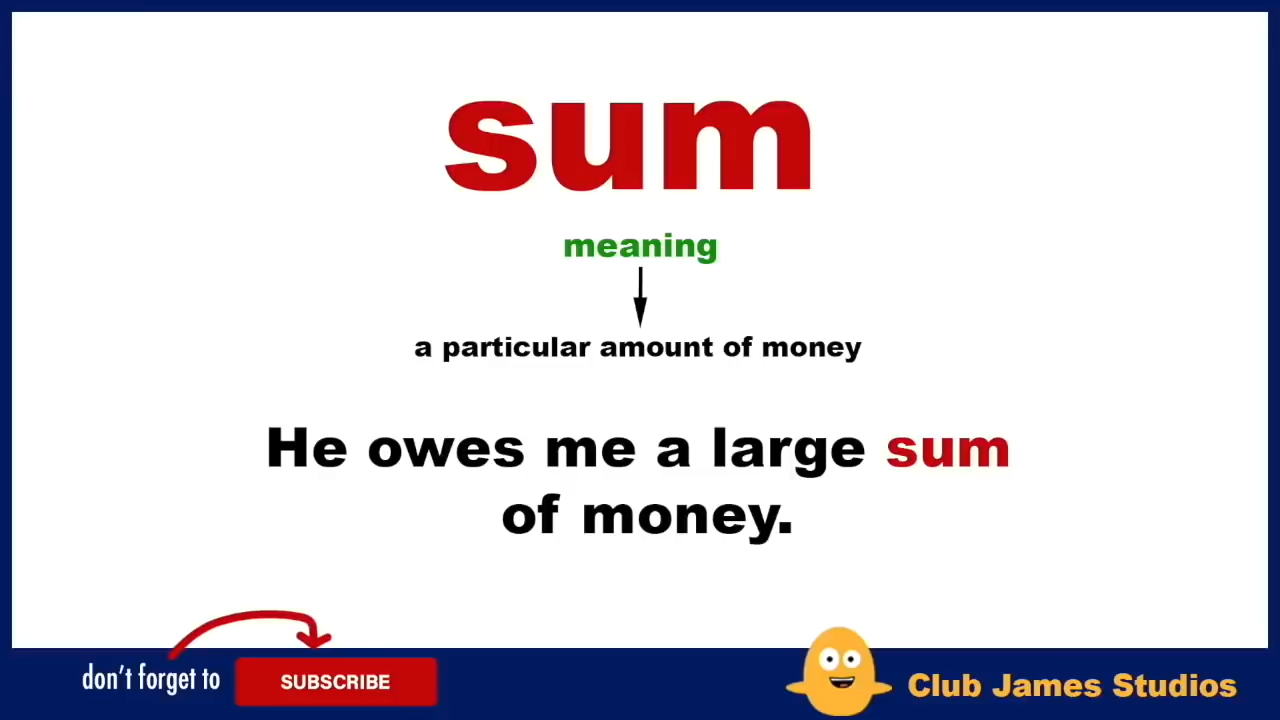 sum
meaning
a particular amount of money
He owes me a large sum
of money.
don't forget to
SUBSCRIBE
Club James Studios